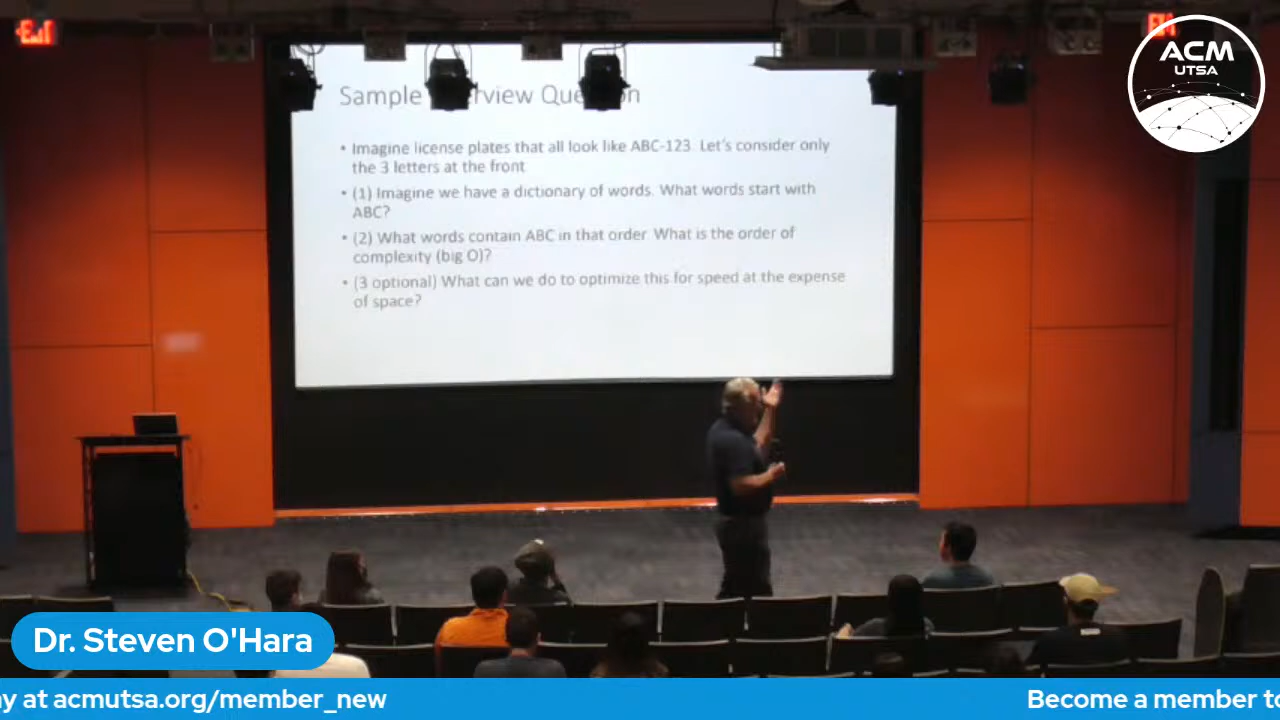 EXIT
EXIT
ACM
UTSA
Sample Interview Question
• Imagine license plates that all look like ABC-123. Let's consider only
the 3 letters at the front
• (1) Imagine we have a dictionary of words. What words start with
ABC?
• (2) What words contain ABC in that order. What is the order of
complexity (big O)?
• (3 optional) What can we do to optimize this for speed at the expense
of space?
Dr. Steven O'Hara
ay at acmutsa.org/member_new
Become a member to